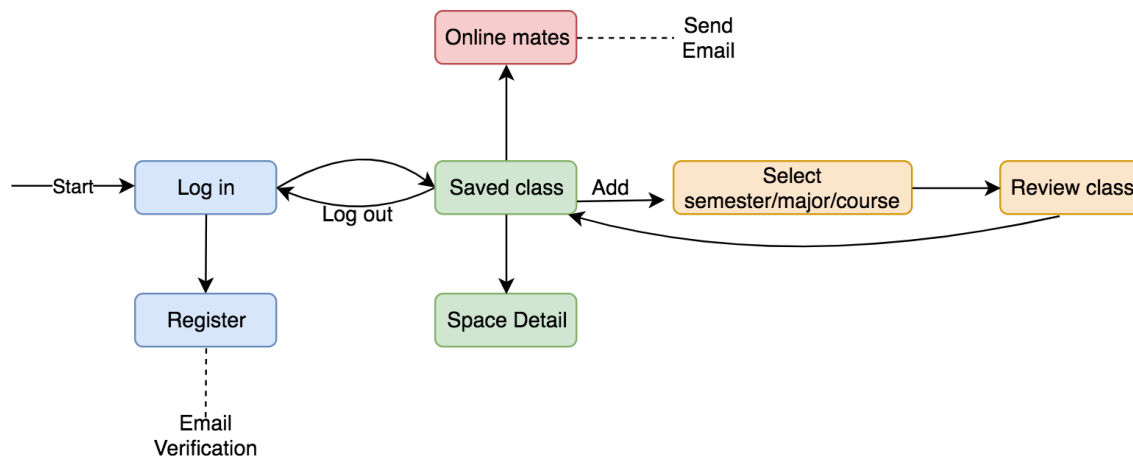 Online mates
Send
Email
Start
Log in
Log out
Saved class
Add
Select
semester/major/course
Review class
Register
Space Detail
Email
Verification